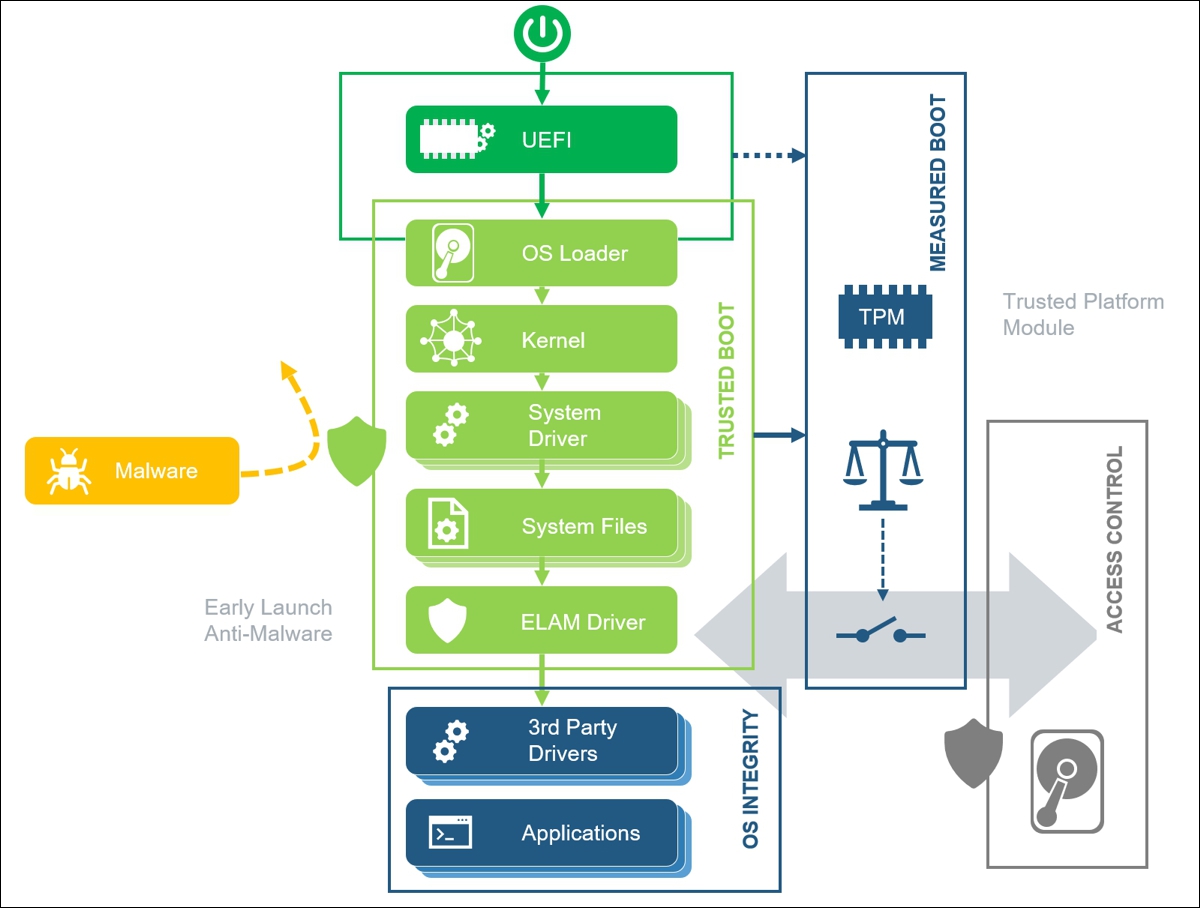 UEFI
OS Loader
Kernel
System
Driver
System Files
ELAM Driver
TRUSTED BOOT
Malware
Early Launch
Anti-Malware
3rd Party
Drivers
Applications
OS INTEGRITY
MEASURED BOOT
TPM
Trusted Platform
Module
ACCESS CONTROL